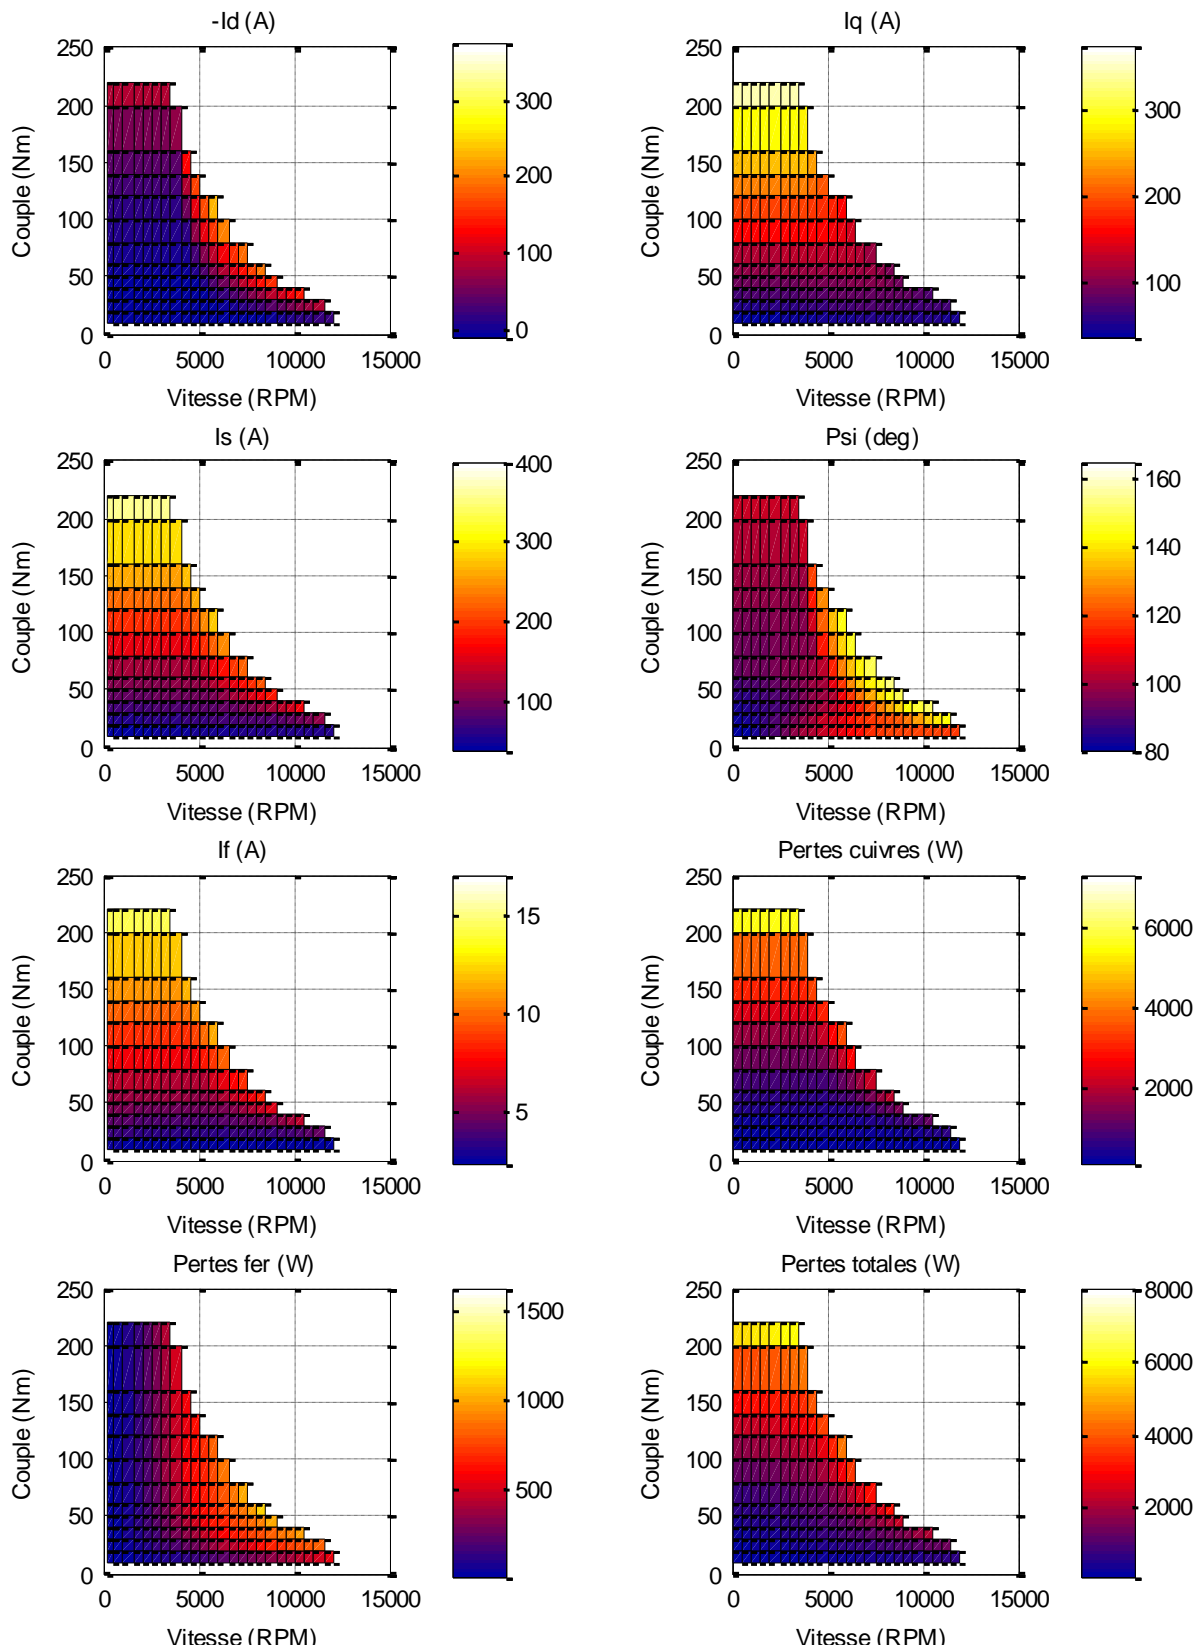 -Id (A)
250
200
150
100
50
0
Couple (Nm)
0 5000 10000 15000
Vitesse (RPM)
300
200
100
0
Iq (A)
250
200
150
100
50
0
Couple (Nm)
0 5000 10000 15000
Vitesse (RPM)
300
200
100
Is (A)
250
200
150
100
50
0
Couple (Nm)
0 5000 10000 15000
Vitesse (RPM)
400
300
200
100
Psi (deg)
250
200
150
100
50
0
Couple (Nm)
0 5000 10000 15000
Vitesse (RPM)
160
140
120
100
80
If (A)
250
200
150
100
50
0
Couple (Nm)
0 5000 10000 15000
Vitesse (RPM)
15
10
5
Pertes cuivres (W)
250
200
150
100
50
0
Couple (Nm)
0 5000 10000 15000
Vitesse (RPM)
6000
4000
2000
Pertes fer (W)
250
200
150
100
50
0
Couple (Nm)
0 5000 10000 15000
Vitesse (RPM)
1500
1000
500
Pertes totales (W)
250
200
150
100
50
0
Couple (Nm)
0 5000 10000 15000
Vitesse (RPM)
8000
6000
4000
2000